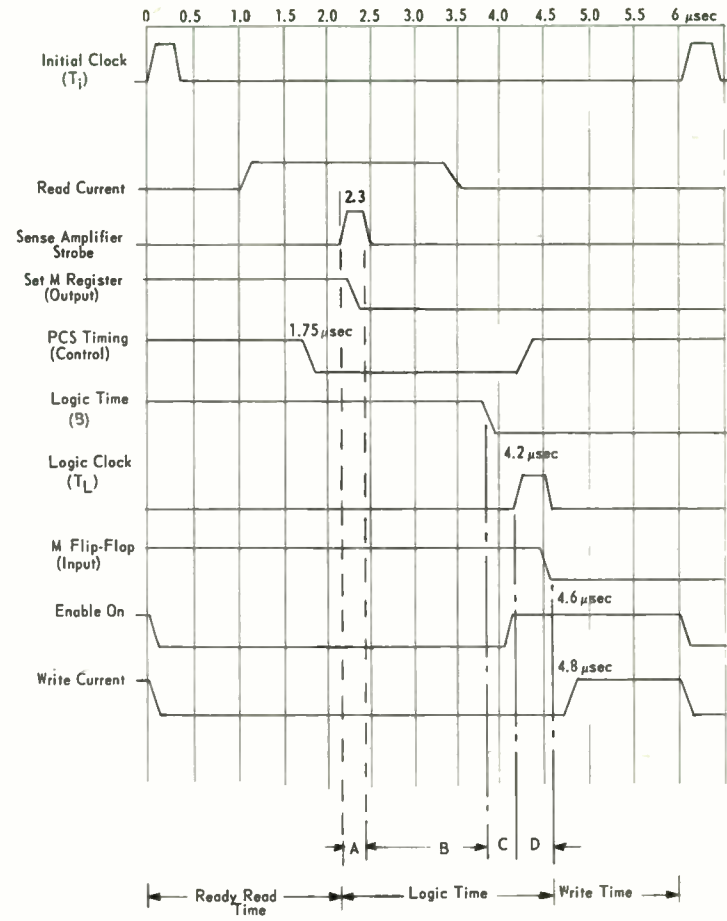 0 0.5 1.0 2.0 2.5 3.0 3.5 4.0 4.5 5.0 5.5 6 μsec
Initial Clock
(Ti)
Read Current
2.3
Sense Amplifier
Strobe
Set M Register
(Output)
1.75 μsec
PCS Timing
(Control)
Logic Time
(B)
4.2 μsec
Logic Clock
(TL)
M Flip-Flop
(Input)
4.6 μsec
Enable On
4.8 μsec
Write Current
A B C D
Ready Read
Time
Logic Time
Write Time